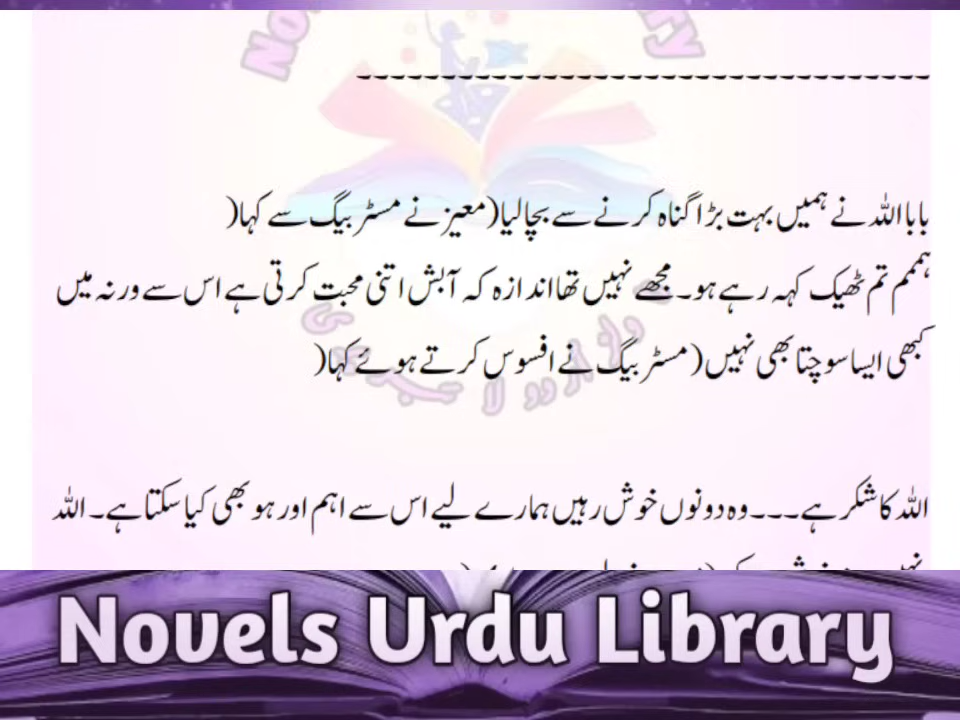 --------------------------------
بابا اللہ نے ہمیں بہت بڑا گناہ کرنے سے بچا لیا(معیز نے مسٹر بیگ سے کہا(
ہممم تم ٹھیک کہہ رہے ہو۔ مجھے نہیں تھا اندازہ کہ آبش اتنی محبت کرتی ہے اس سے ورنہ میں
کبھی ایسا سوچتا بھی نہیں( مسٹر بیگ نے افسوس کرتے ہوئے کہا(
اللہ کا شکر ہے۔۔۔وہ دونوں خوش رہیں ہمارے لیے اس سے اہم اور ہو بھی کیا سکتا ہے۔ اللہ
Novels Urdu Library